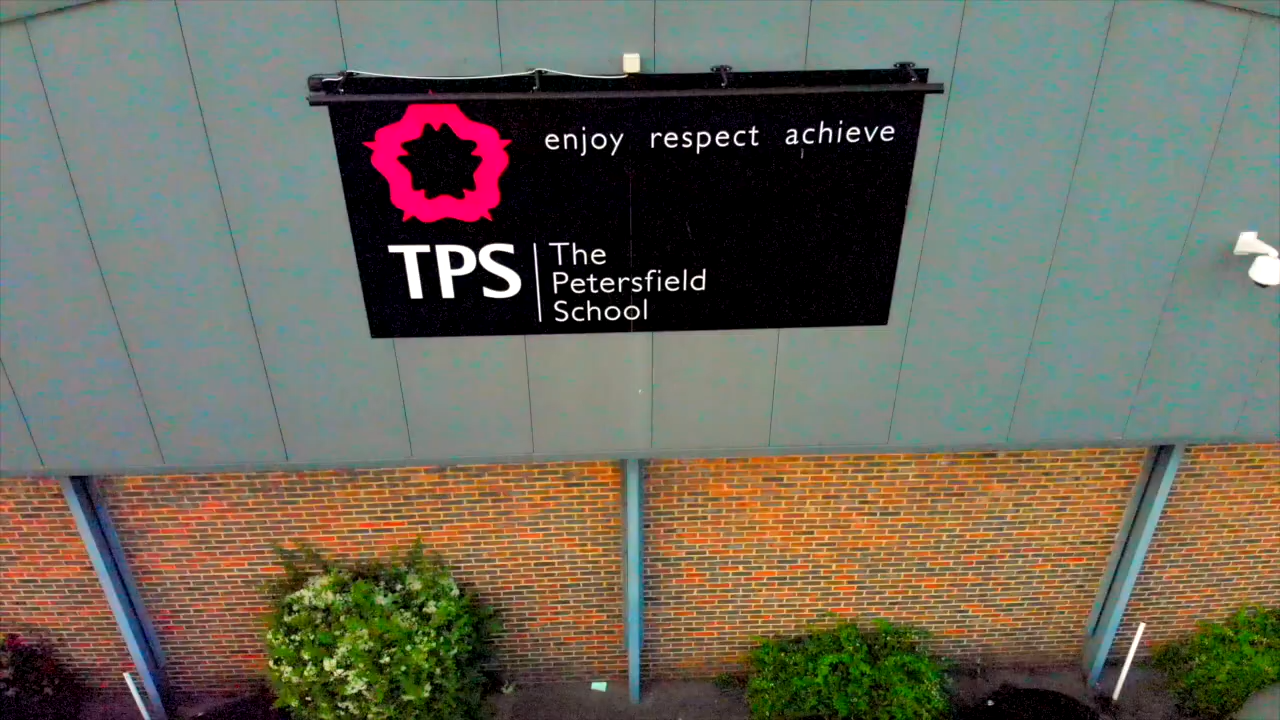 enjoy respect achieve
TPS
The
Petersfield
School